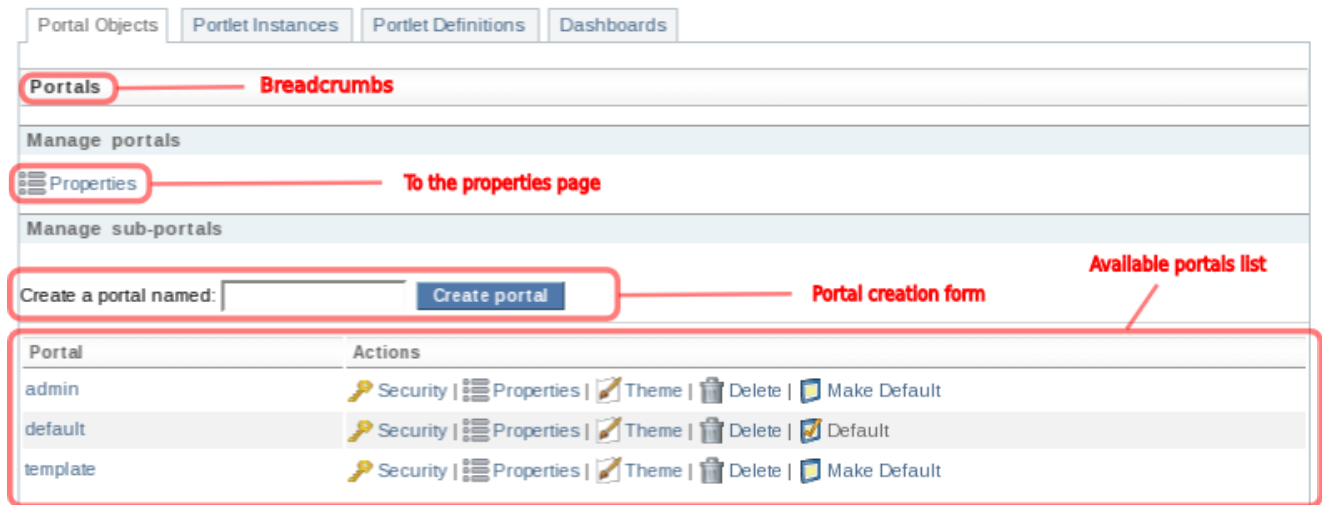 Portal Objects Portlet Instances Portlet Definitions Dashboards
Portals Breadcrumbs
Manage portals
Properties To the properties page
Manage sub-portals
Available portals list
Create a portal named: Create portal Portal creation form
Portal Actions
admin Security | Properties | Theme | Delete | Make Default
default Security | Properties | Theme | Delete | Default
template Security | Properties | Theme | Delete | Make Default